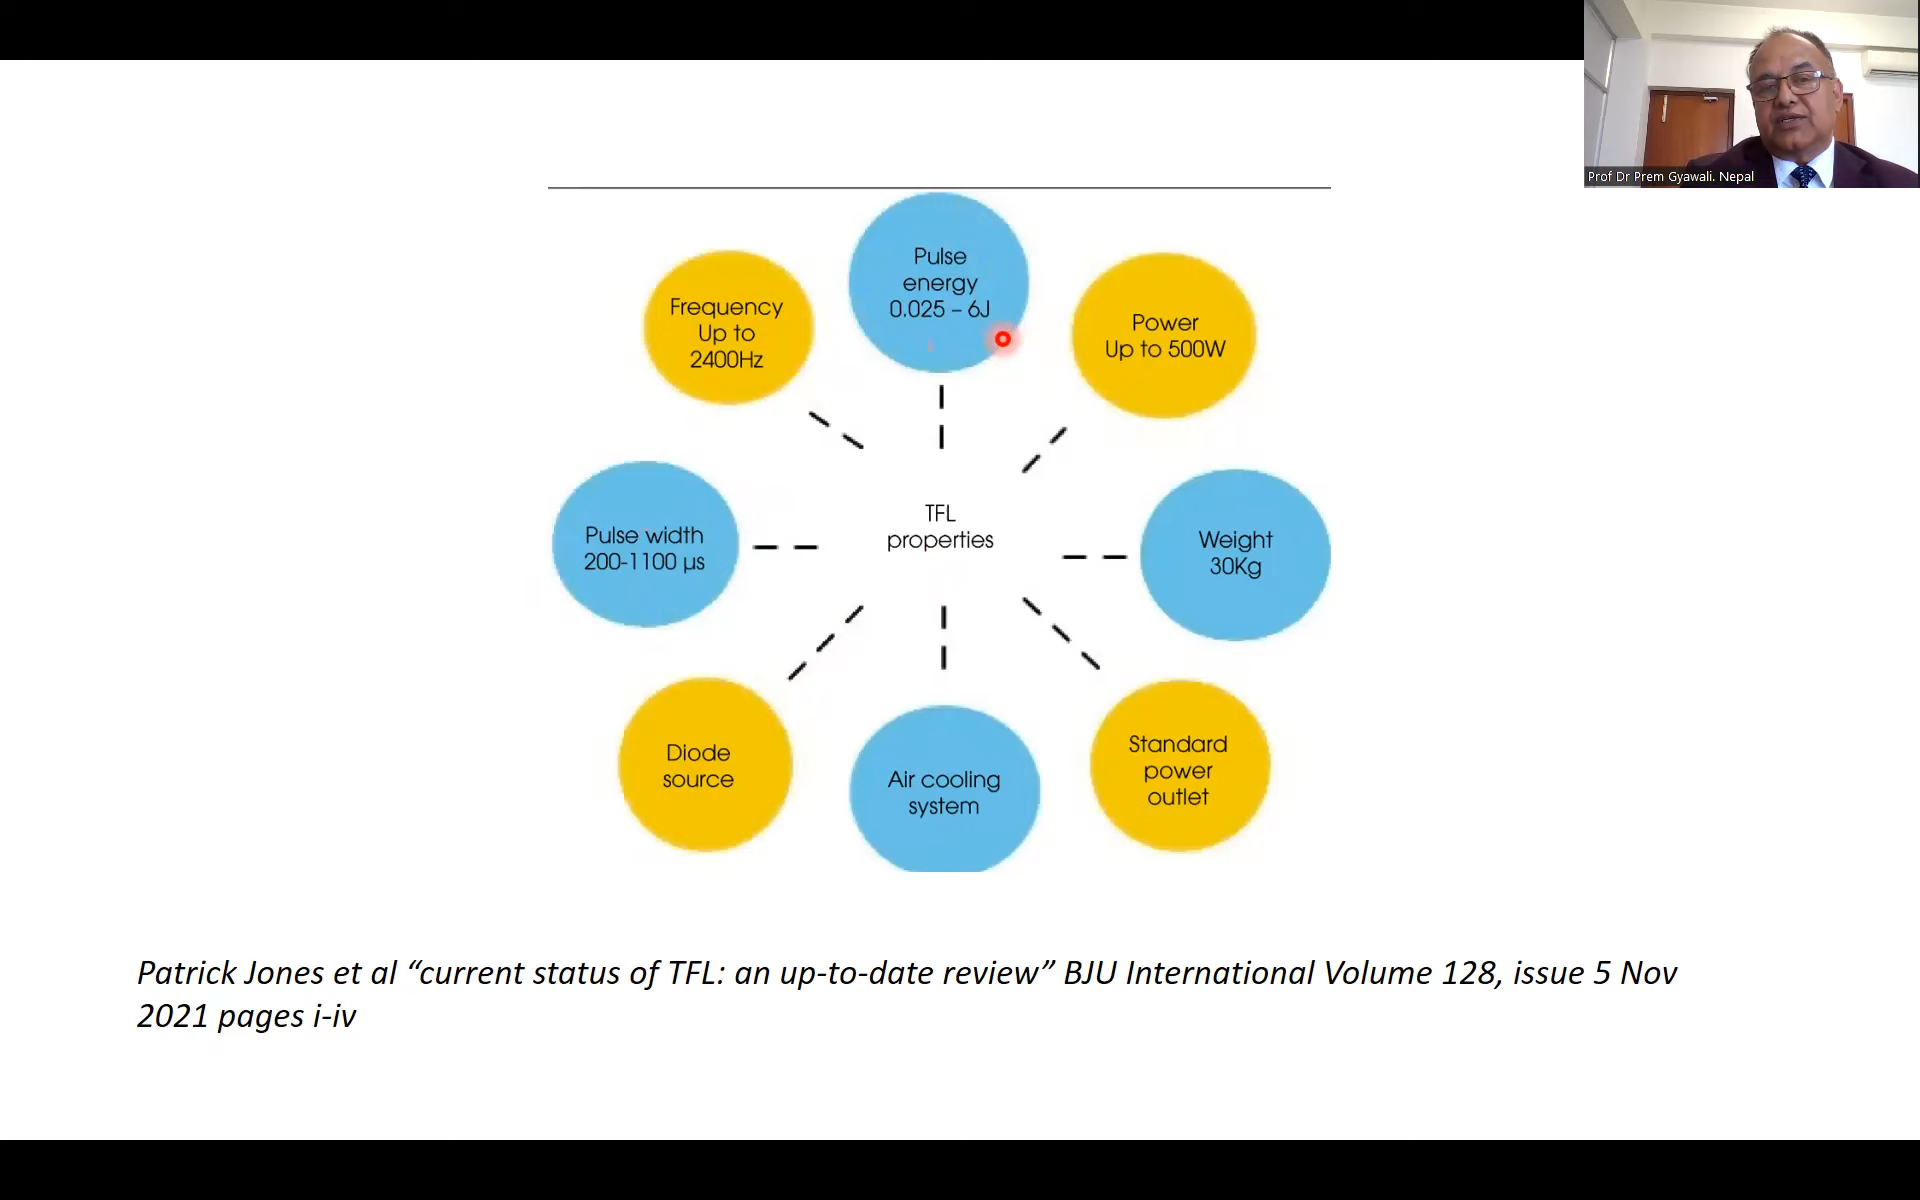 Prof Dr Prem Gyawali. Nepal
Pulse
energy
0.025 – 6J
Frequency
Up to
2400Hz
Power
Up to 500W
TFL
properties
Pulse width
200-1100 µs
Weight
30Kg
Diode
source
Air cooling
system
Standard
power
outlet
Patrick Jones et al “current status of TFL: an up-to-date review” BJU International Volume 128, issue 5 Nov
2021 pages i-iv